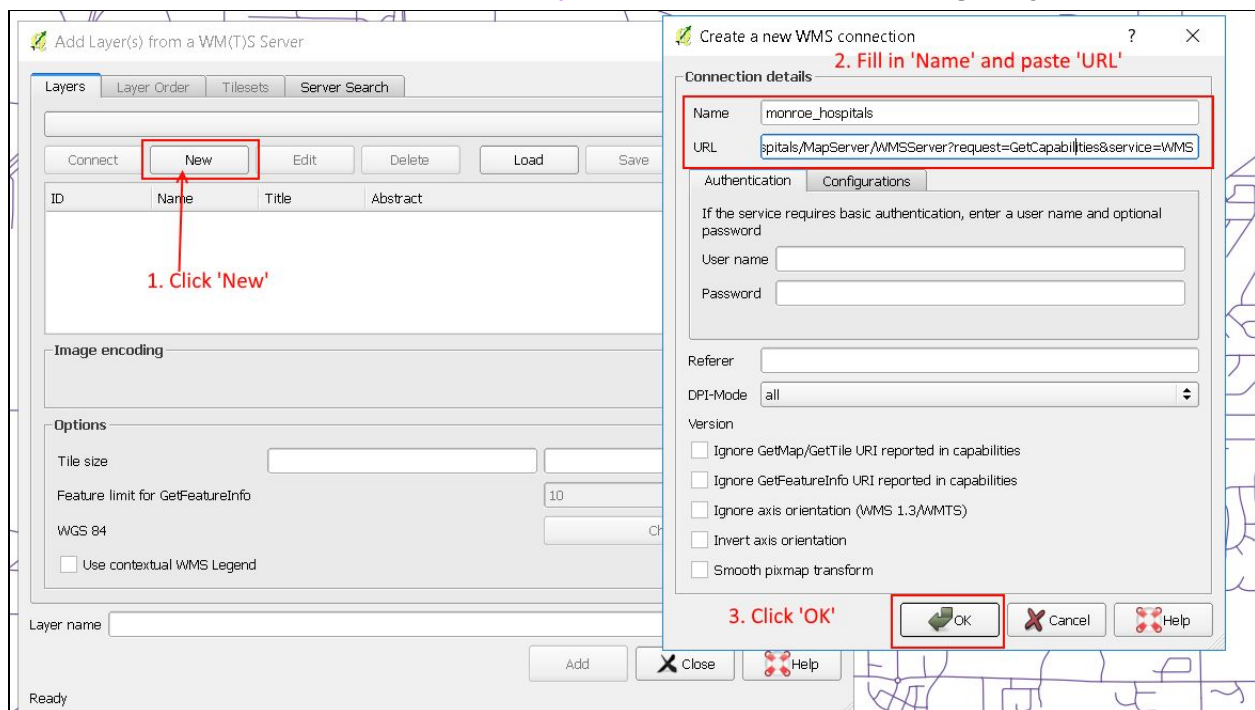 Add Layer(s) from a WM(T)S Server
Layers Layer Order Tilesets Server Search
Connect New Edit Delete Load Save
ID Name Title Abstract
1. Click 'New'
Image encoding
Options
Tile size
Feature limit for GetFeatureInfo 10
WGS 84
Use contextual WMS Legend
Layer name
Add Close Help
Ready
Create a new WMS connection ?
2. Fill in 'Name' and paste 'URL'
Connection details
Name monroe_hospitals
URL spitals/MapServer/WMSServer?request=GetCapabilities&service=WMS
Authentication Configurations
If the service requires basic authentication, enter a user name and optional
password
User name
Password
Referer
DPI-Mode all
Version
Ignore GetMap/GetTile URI reported in capabilities
Ignore GetFeatureInfo URI reported in capabilities
Ignore axis orientation (WMS 1.3/WMTS)
Invert axis orientation
Smooth pixmap transform
3. Click 'OK'
OK Cancel Help